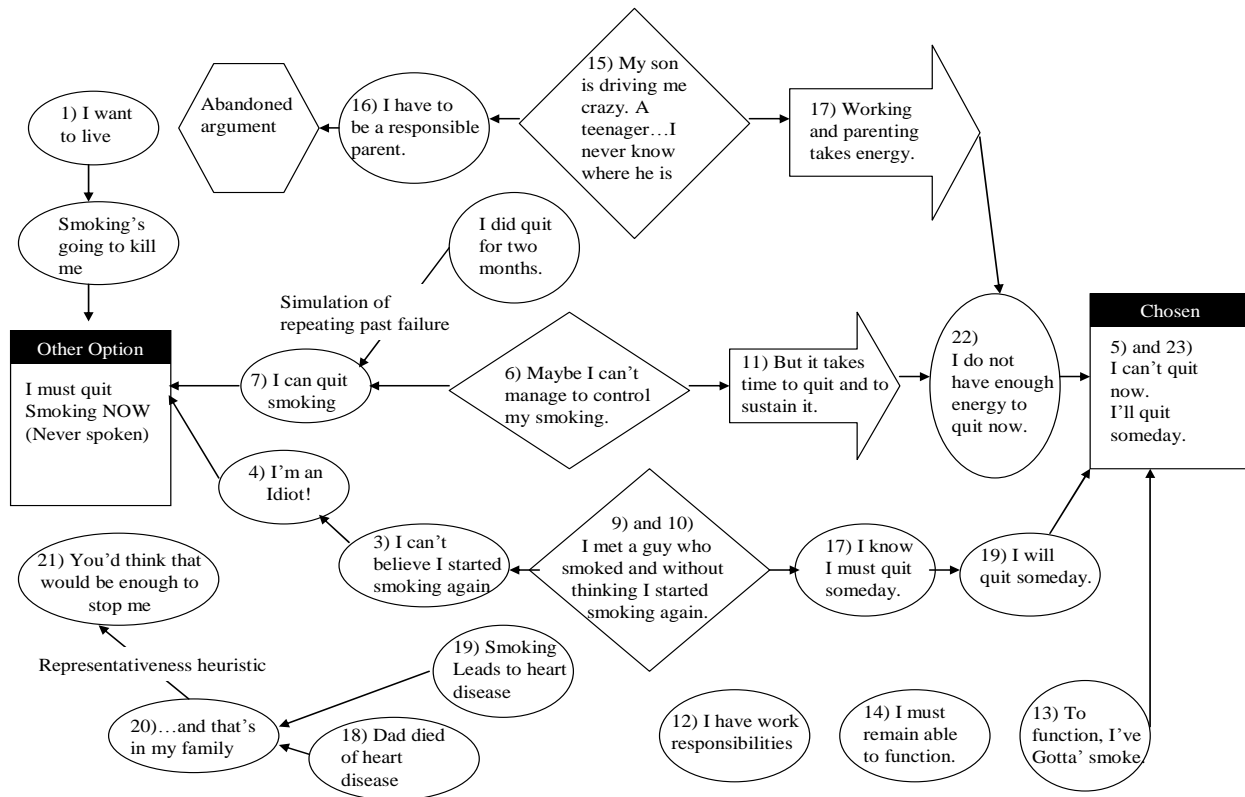 1) I want
to live
Smoking's
going to kill
me
Other Option
I must quit
Smoking NOW
(Never spoken)
Abandoned
argument
16) I have to
be a responsible
parent.
15) My son
is driving me
crazy. A
teenager…I
never know
where he is
17) Working
and parenting
takes energy.
I did quit
for two
months.
Simulation of
repeating past failure
7) I can quit
smoking
6) Maybe I can't
manage to control
my smoking.
11) But it takes
time to quit and to
sustain it.
22)
I do not
have enough
energy to
quit now.
Chosen
5) and 23)
I can't quit
now.
I'll quit
someday.
4) I'm an
Idiot!
3) I can't
believe I started
smoking again
9) and 10)
I met a guy who
smoked and without
thinking I started
smoking again.
17) I know
I must quit
someday.
19) I will
quit someday.
21) You'd think that
would be enough to
stop me
Representativeness heuristic
20)…and that's
in my family
19) Smoking
Leads to heart
disease
18) Dad died
of heart
disease
12) I have work
responsibilities
14) I must
remain able
to function.
13) To
function, I've
Gotta' smoke.